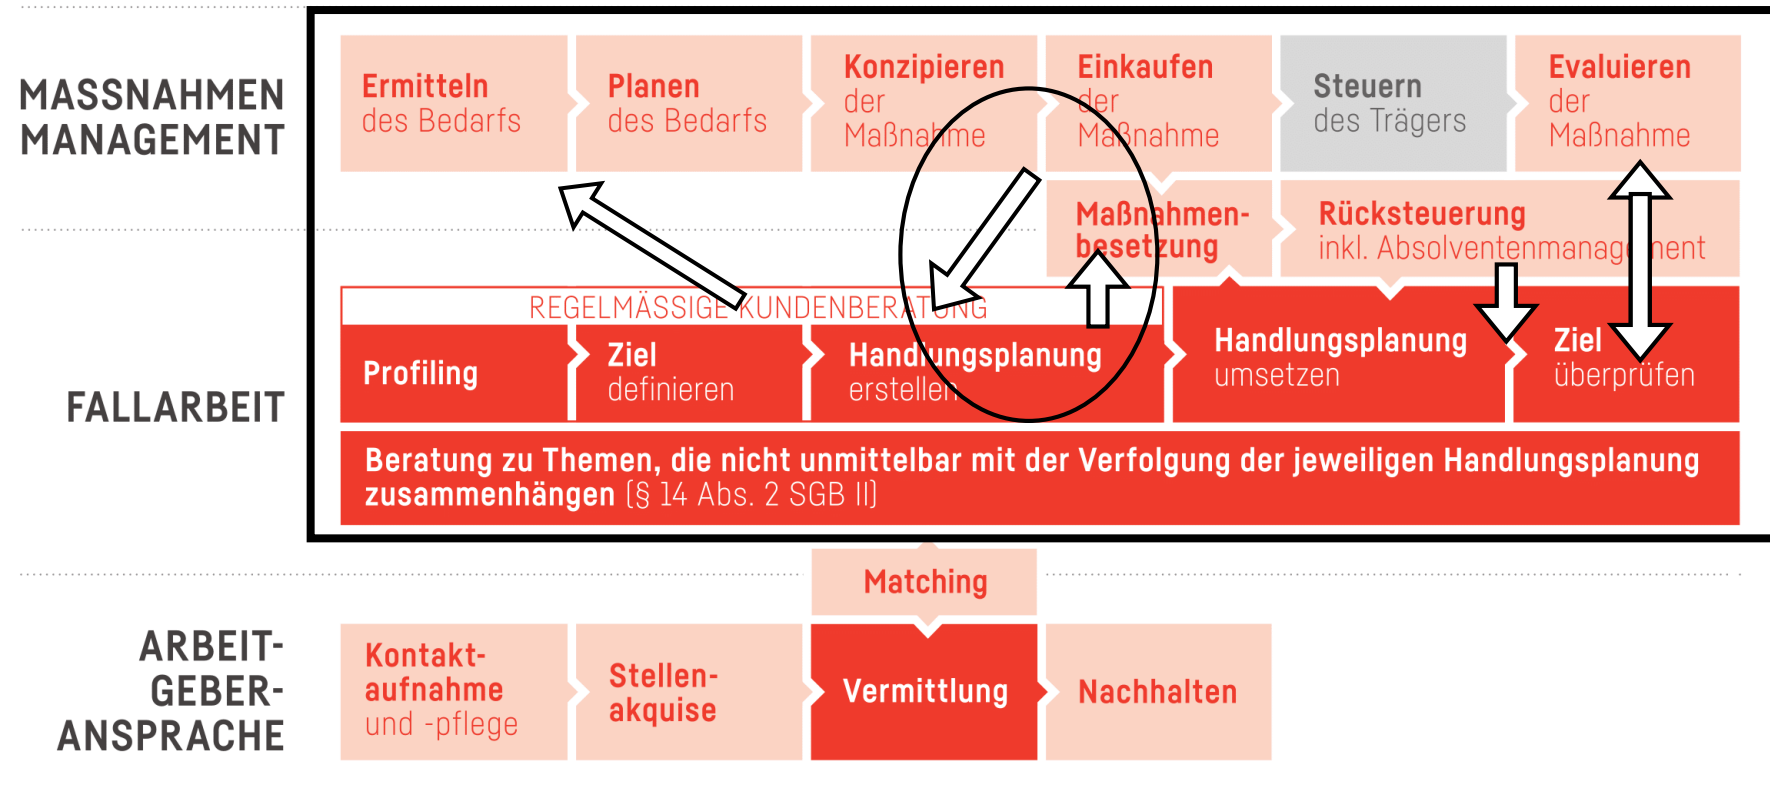 MASSNAHMEN
MANAGEMENT
Ermitteln
des Bedarfs
Planen
des Bedarfs
Konzipieren
der
Maßnahme
Einkaufen
der
Maßnahme
Steuern
des Trägers
Evaluieren
der
Maßnahme
Maßnahmen-
besetzung
Rücksteuerung
inkl. Absolventenmanagement
FALLARBEIT
REGELMÄSSIGE KUNDENBERATUNG
Profiling
Ziel
definieren
Handlungsplanung
erstellen
Handlungsplanung
umsetzen
Ziel
überprüfen
Beratung zu Themen, die nicht unmittelbar mit der Verfolgung der jeweiligen Handlungsplanung
zusammenhängen (§ 14 Abs. 2 SGB II)
Matching
ARBEIT-
GEBER-
ANSPRACHE
Kontakt-
aufnahme
und -pflege
Stellen-
akquise
Vermittlung
Nachhalten